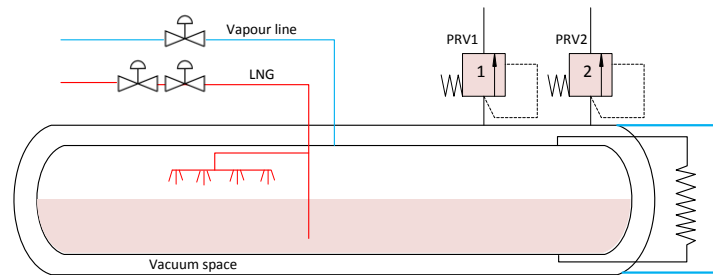 Vapour line
PRV1
PRV2
LNG
1
2
Vacuum space